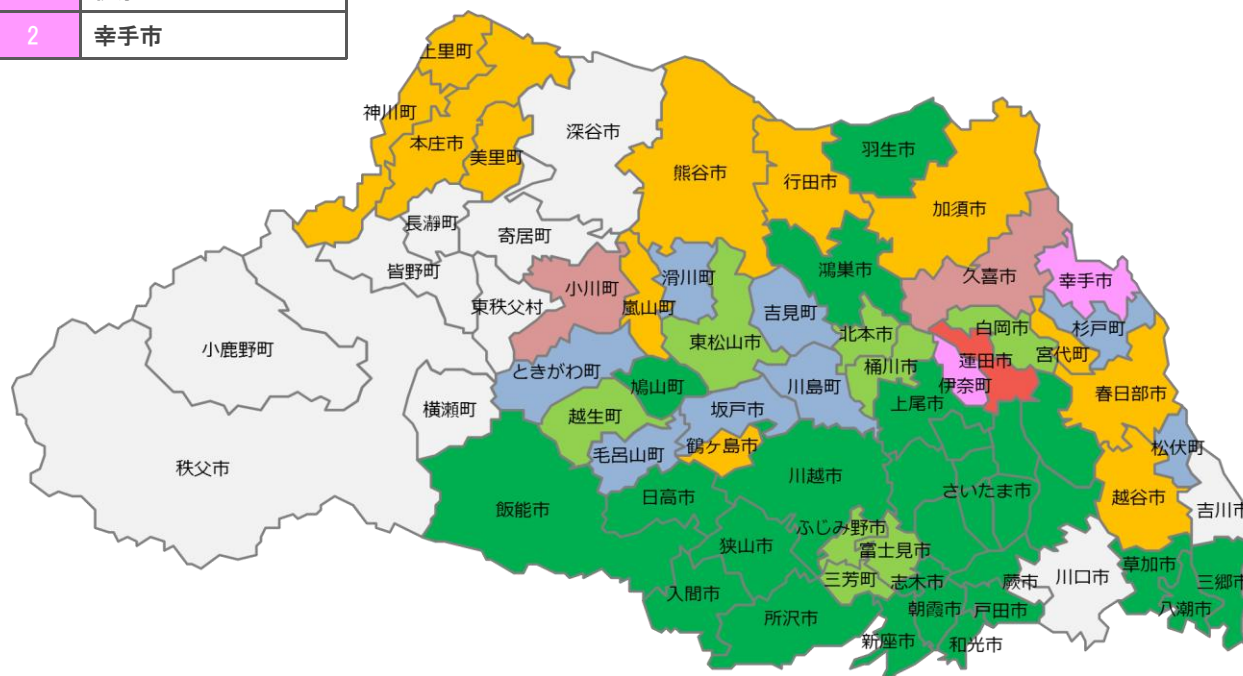 2 幸手市
上里町
神川町
本庄市
美里町
深谷市
熊谷市
行田市
羽生市
加須市
長瀞町
寄居町
皆野町
東秩父村
小川町
嵐山町
滑川町
吉見町
鴻巣市
久喜市
幸手市
小鹿野町
ときがわ町
東松山市
北本市
白岡市
杉戸町
桶川市
蓮田市
宮代町
伊奈町
横瀬町
越生町
鳩山町
川島町
坂戸市
上尾市
春日部市
秩父市
毛呂山町
鶴ヶ島市
松伏町
川越市
さいたま市
越谷市
飯能市
日高市
吉川市
狭山市
ふじみ野市
富士見市
三芳町
志木市
蕨市
川口市
草加市
三郷市
入間市
所沢市
朝霞市
戸田市
八潮市
新座市
和光市